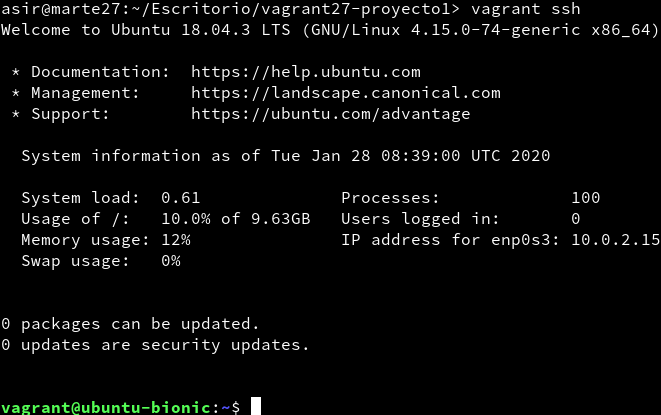 asir@marte27:~/Escritorio/vagrant27-proyecto1> vagrant ssh
Welcome to Ubuntu 18.04.3 LTS (GNU/Linux 4.15.0-74-generic x86_64)
* Documentation:  https://help.ubuntu.com
* Management:     https://landscape.canonical.com
* Support:        https://ubuntu.com/advantage
System information as of Tue Jan 28 08:39:00 UTC 2020
System load:  0.61              Processes:             100
Usage of /:   10.0% of 9.63GB   Users logged in:       0
Memory usage: 12%               IP address for enp0s3: 10.0.2.15
Swap usage:   0%
0 packages can be updated.
0 updates are security updates.
vagrant@ubuntu-bionic:~$